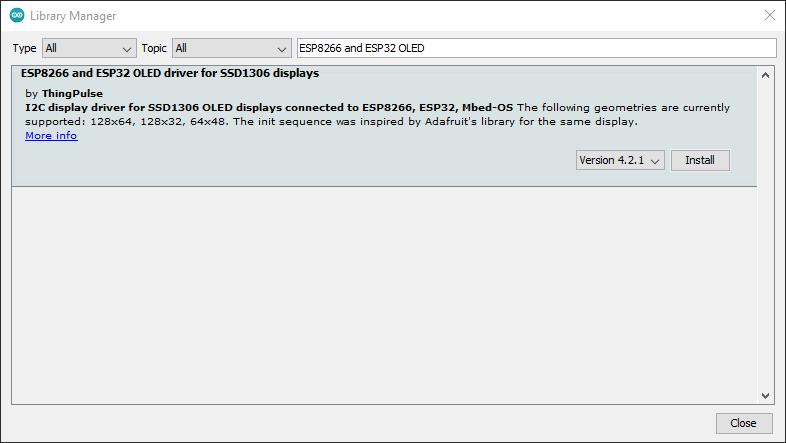 Library Manager
Type All Topic All ESP8266 and ESP32 OLED
ESP8266 and ESP32 OLED driver for SSD1306 displays
by ThingPulse
I2C display driver for SSD1306 OLED displays connected to ESP8266, ESP32, Mbed-OS The following geometries are currently
supported: 128x64, 128x32, 64x48. The init sequence was inspired by Adafruit's library for the same display.
More info
Version 4.2.1 Install
Close